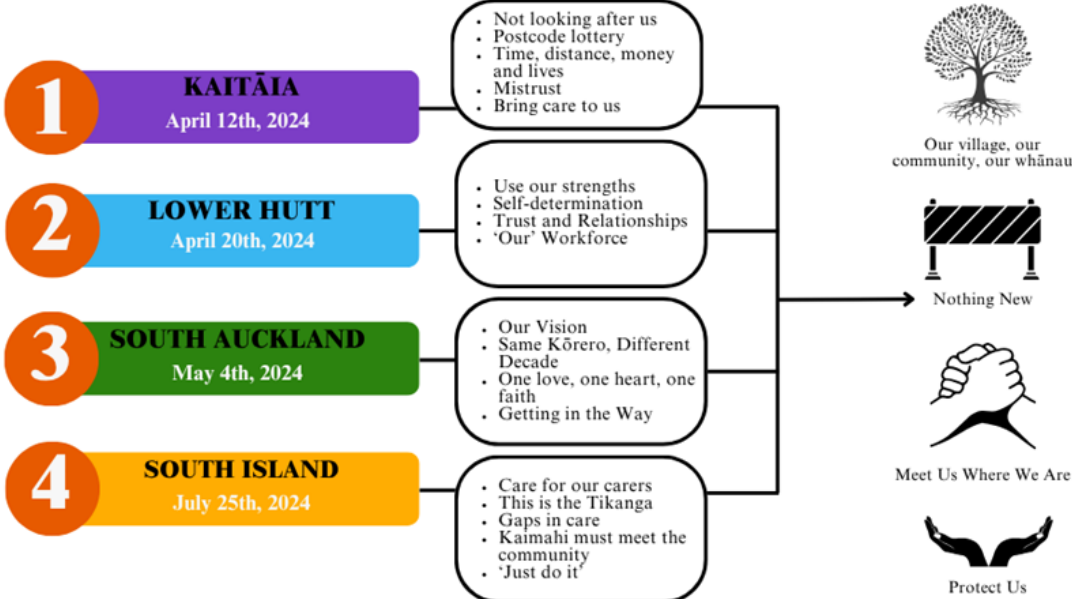 1
KAITĀIA
April 12th, 2024
• Not looking after us
• Postcode lottery
• Time, distance, money
and lives
• Mistrust
• Bring care to us
2
LOWER HUTT
April 20th, 2024
• Use our strengths
• Self-determination
• Trust and Relationships
• ‘Our’ Workforce
3
SOUTH AUCKLAND
May 4th, 2024
• Our Vision
• Same Kōrero, Different
Decade
• One love, one heart, one
faith
• Getting in the Way
4
SOUTH ISLAND
July 25th, 2024
• Care for our carers
• This is the Tikanga
• Gaps in care
• Kaimahi must meet the
community
• ‘Just do it’
Our village, our
community, our whānau
Nothing New
Meet Us Where We Are
Protect Us